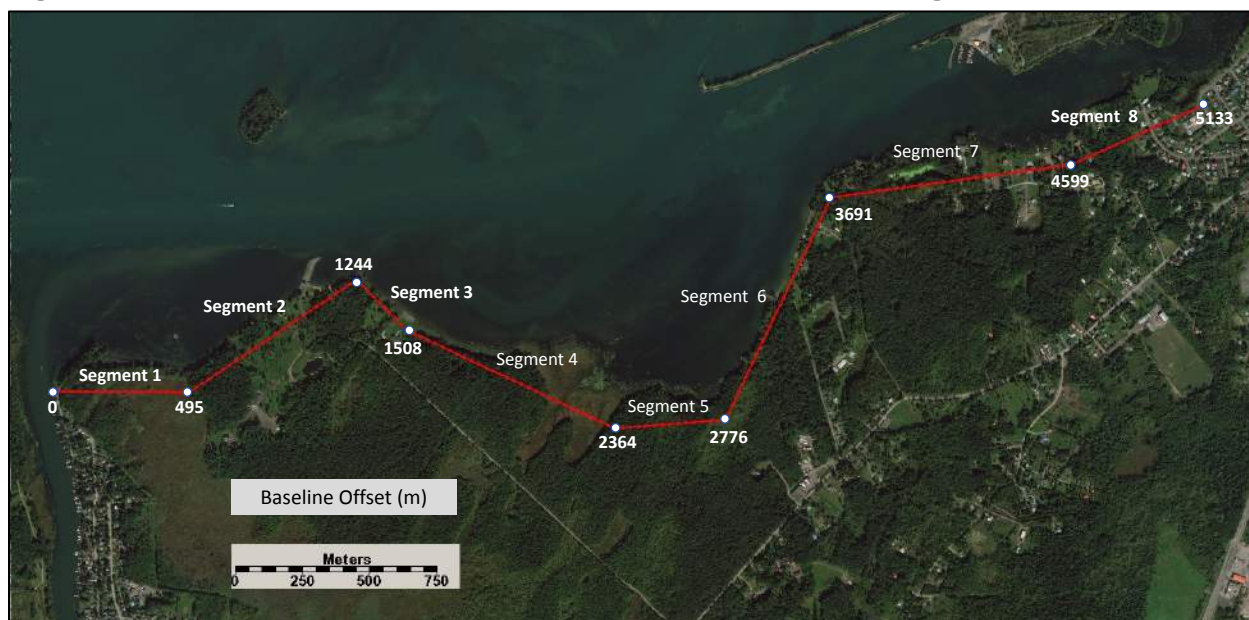 Segment 8
5133
Segment 7
4599
3691
1244
Segment 2
Segment 3
Segment 6
1508
Segment 4
Segment 1
0
495
Segment 5
2364
2776
Baseline Offset (m)
Meters
0 250 500 750